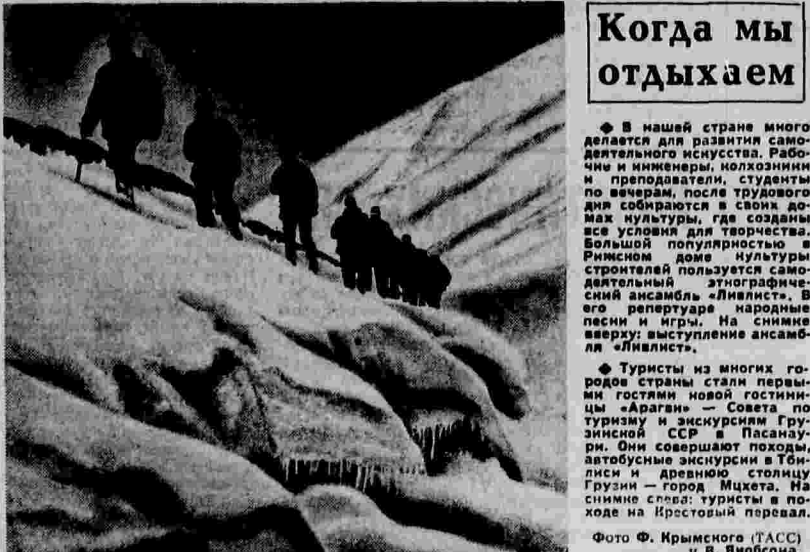 Когда мы
отдыхаем
◆ В нашей стране много
делается для развития само-
деятельного искусства. Рабо-
чие и инженеры, колхозники
и преподаватели, студенты
по вечерам, после трудового
дня собираются в своих до-
мах культуры, где созданы
все условия для творчества.
Большой популярностью в
Рижском доме культуры
строителей пользуется само-
деятельный этнографиче-
ский ансамбль «Ливлист». В
его репертуаре народные
песни и игры. На снимке
вверху: выступление ансамб-
ля «Ливлист».
◆ Туристы из многих го-
родов страны стали первы-
ми гостями новой гостини-
цы «Арагви» — Совета по
туризму и экскурсиям Гру-
зинской ССР в Пасанау-
ри. Они совершают походы,
автобусные экскурсии в Тби-
лиси и древнюю столицу
Грузии — город Мцхета. На
снимке слева: туристы в по-
ходе на Крестовый перевал.
Фото Ф. Крымского (ТАСС)
и В. Якобсона